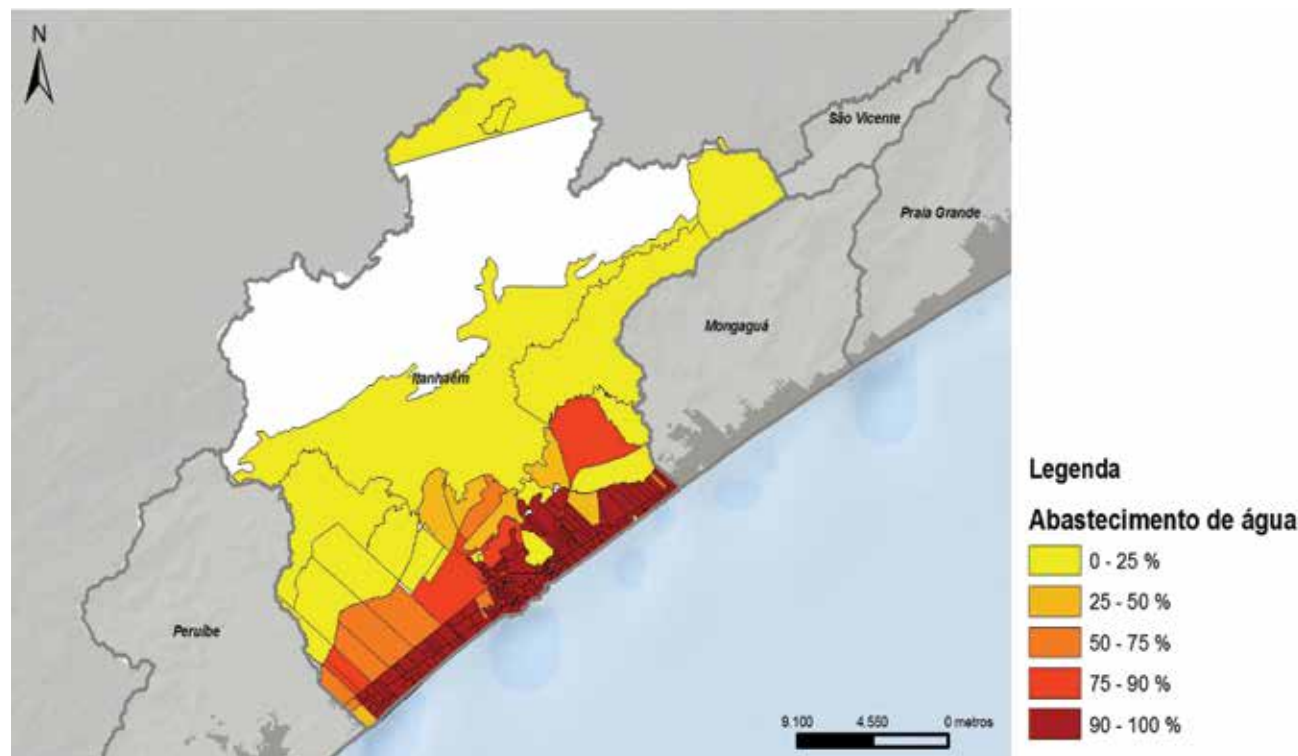 N
São Vicente
Praia Grande
Mongaguá
Itanhaém
Peruíbe
Legenda
Abastecimento de água
0 - 25 %
25 - 50 %
50 - 75 %
75 - 90 %
90 - 100 %
9.100 4.550 0 metros